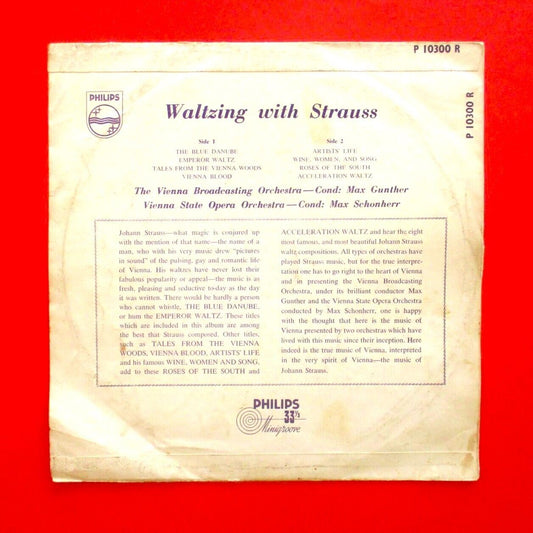 P 10300 R
P 10300 R
PHILIPS
Waltzing with Strauss
Side 1
THE BLUE DANUBE
EMPEROR WALTZ
TALES FROM THE VIENNA WOODS
VIENNA BLOOD
Side 2
ARTISTS' LIFE
WINE, WOMEN, AND SONG
ROSES OF THE SOUTH
ACCELERATION WALTZ
The Vienna Broadcasting Orchestra—Cond: Max Gunther
Vienna State Opera Orchestra—Cond: Max Schonherr
Johann Strauss—what magic is conjured up
with the mention of that name—the name of a
man, who with his very music drew "pictures
in sound" of the pulsing, gay and romantic life
of Vienna. His waltzes have never lost their
fabulous popularity or appeal—the music is as
fresh, pleasing and seductive to-day as the day
it was written. There would be hardly a person
who cannot whistle, THE BLUE DANUBE,
or hum the EMPEROR WALTZ. These titles
which are included in this album are among
the best that Strauss composed. Other titles,
such as TALES FROM THE VIENNA
WOODS, VIENNA BLOOD, ARTISTS' LIFE
and his famous WINE, WOMEN AND SONG,
add to these ROSES OF THE SOUTH and
ACCELERATION WALTZ and hear the eight
most famous, and most beautiful Johann Strauss
waltz compositions. All types of orchestras have
played Strauss music, but for the true interpre-
tation one has to go right to the heart of Vienna
and in presenting the Vienna Broadcasting
Orchestra, under its brilliant conductor Max
Gunther and the Vienna State Opera Orchestra
conducted by Max Schonherr, one is happy
with the thought that here is the music of
Vienna presented by two orchestras which have
lived with this music since their inception. Here
indeed is the true music of Vienna, interpreted
in the very spirit of Vienna—the music of
Johann Strauss.
PHILIPS
33⅓
Minigroove